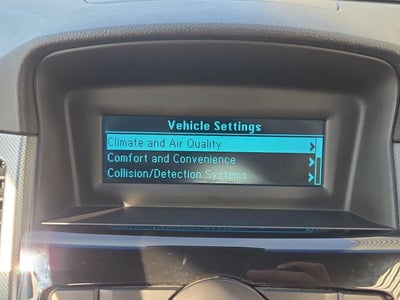 Vehicle Settings
Climate and Air Quality
Comfort and Convenience
Collision/Detection Systems